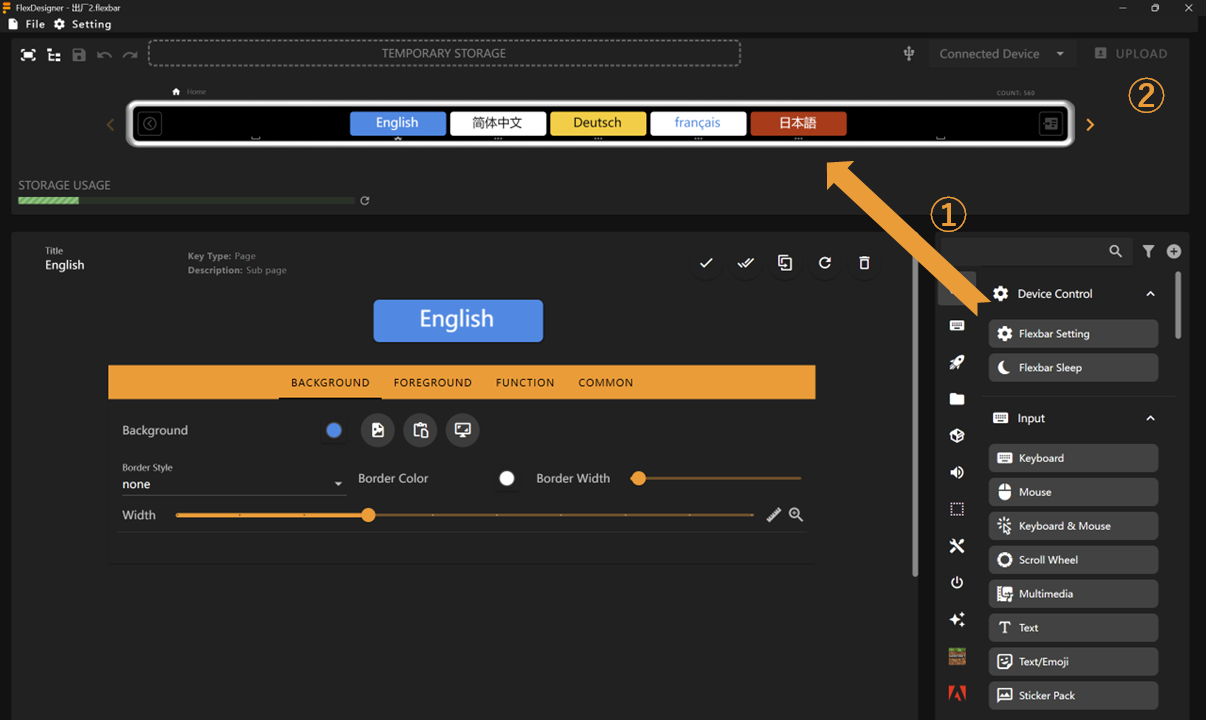 FlexDesigner - 出厂2.flexbar
File Setting
TEMPORARY STORAGE
Connected Device
UPLOAD
②
Home
COUNT: 560
English
简体中文
Deutsch
français
日本語
STORAGE USAGE
①
Title
English
Key Type: Page
Description: Sub page
English
BACKGROUND FOREGROUND FUNCTION COMMON
Background
Border Style
none
Border Color
Border Width
Width
Device Control
Flexbar Setting
Flexbar Sleep
Input
Keyboard
Mouse
Keyboard & Mouse
Scroll Wheel
Multimedia
Text
Text/Emoji
Sticker Pack